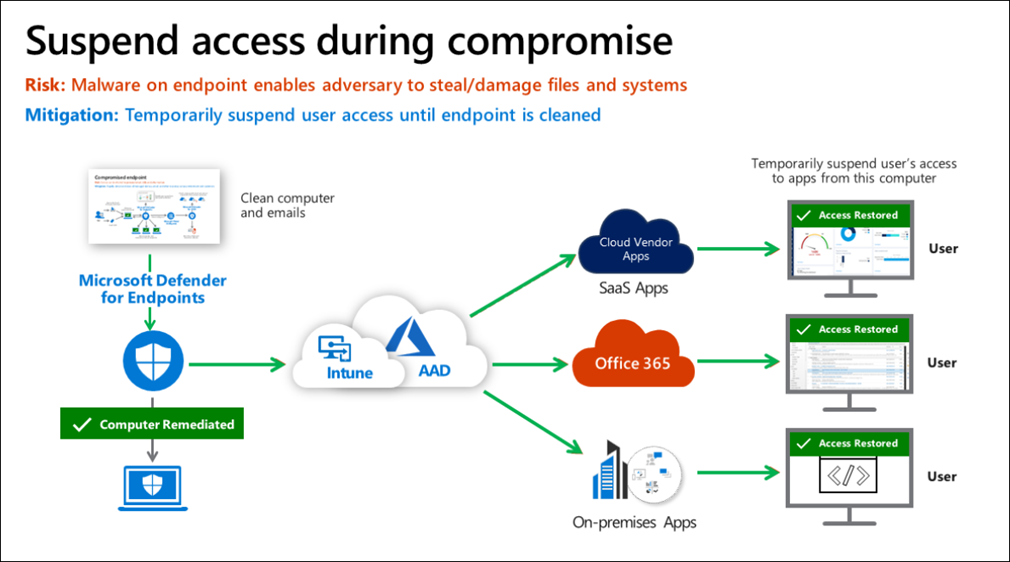 Suspend access during compromise
Risk: Malware on endpoint enables adversary to steal/damage files and systems
Mitigation: Temporarily suspend user access until endpoint is cleaned
Compromised endpoint
Clean computer
and emails
Microsoft Defender
for Endpoints
Computer Remediated
Intune
AAD
Cloud Vendor
Apps
SaaS Apps
Office 365
On-premises Apps
Temporarily suspend user's access
to apps from this computer
Access Restored
User
Access Restored
User
Access Restored
</>
User